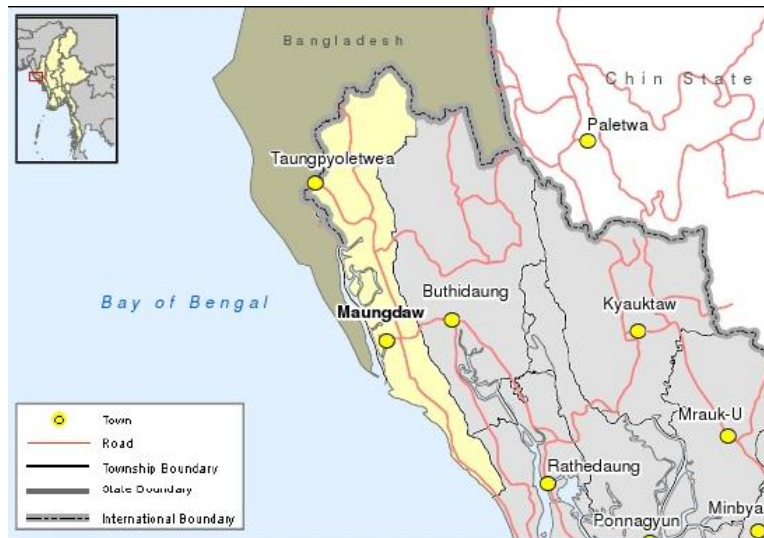 Bangladesh
Chin State
Paletwa
Taungpyoletwea
Bay of Bengal
Buthidaung
Maungdaw
Kyauktaw
Mrauk-U
Rathedaung
Ponnagyun
Minbya
Town
Road
Township Boundary
State Boundary
International Boundary